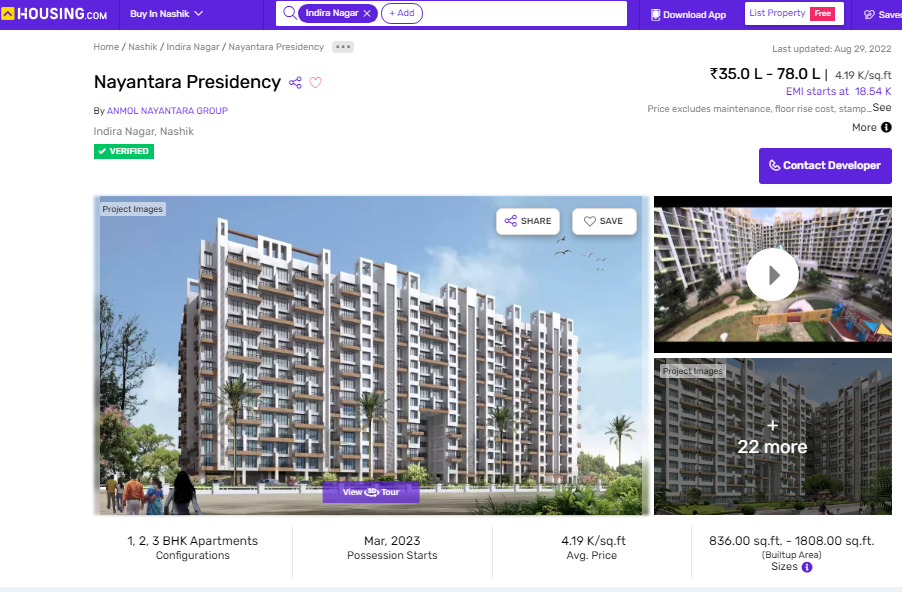 HOUSING.COM
Buy In Nashik
Indira Nagar
+ Add
Download App
List Property Free
Saved
Home / Nashik / Indira Nagar / Nayantara Presidency
Last updated: Aug 29, 2022
Nayantara Presidency
₹35.0 L - 78.0 L | 4.19 K/sq.ft
EMI starts at 18.54 K
By ANMOL NAYANTARA GROUP
Price excludes maintenance, floor rise cost, stamp... See
More
Indira Nagar, Nashik
VERIFIED
Contact Developer
Project Images
SHARE
SAVE
Project Images
+
22 more
View 3D Tour
1, 2, 3 BHK Apartments
Configurations
Mar, 2023
Possession Starts
4.19 K/sq.ft
Avg. Price
836.00 sq.ft. - 1808.00 sq.ft.
(Builtup Area)
Sizes